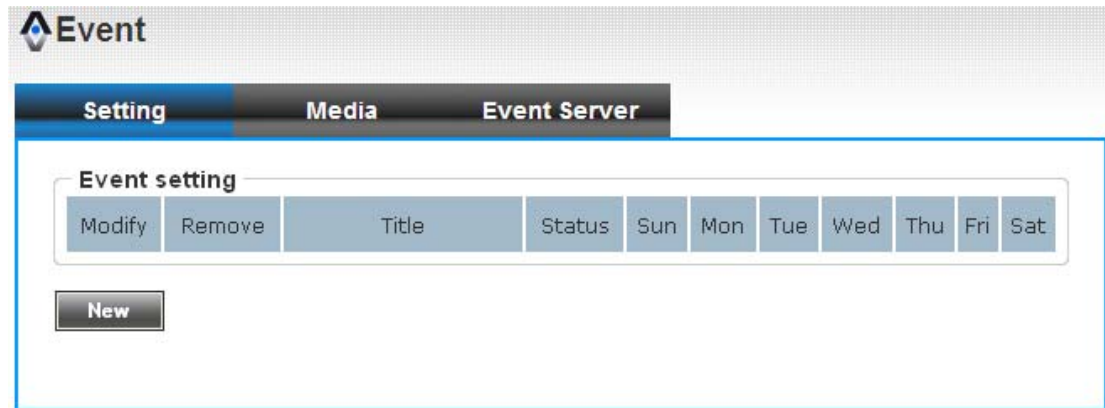 Event
Setting Media Event Server
Event setting
Modify Remove Title Status Sun Mon Tue Wed Thu Fri Sat
New